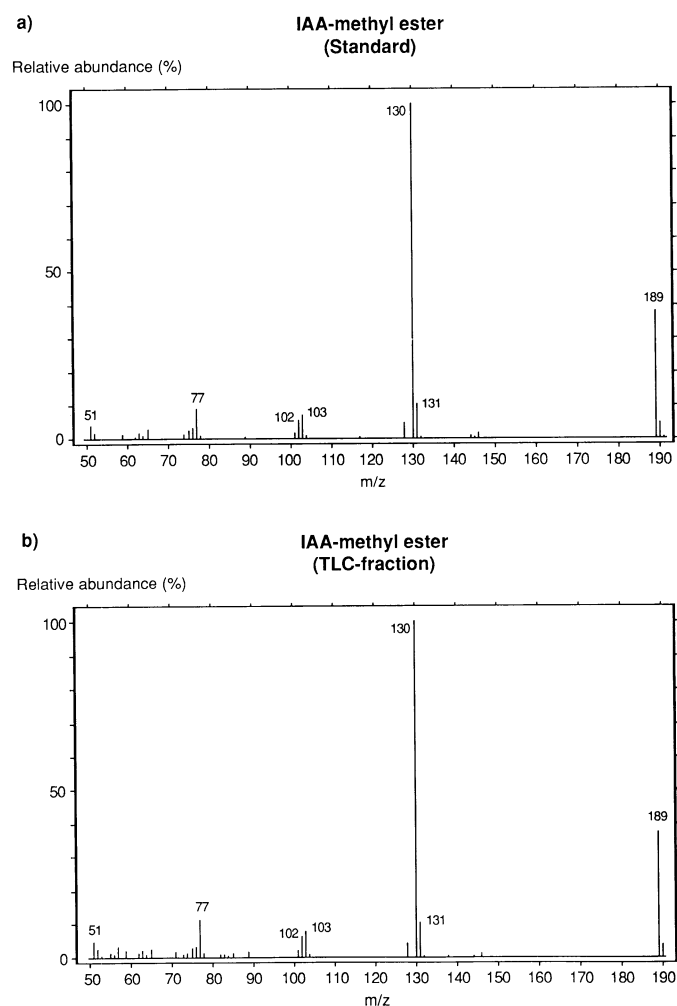 a)
IAA-methyl ester
(Standard)
Relative abundance (%)
100
130
50
189
77
51
102
103
131
0
50 60 70 80 90 100 110 120 130 140 150 160 170 180 190
m/z
b)
IAA-methyl ester
(TLC-fraction)
Relative abundance (%)
100
130
50
189
77
51
102
103
131
0
50 60 70 80 90 100 110 120 130 140 150 160 170 180 190
m/z